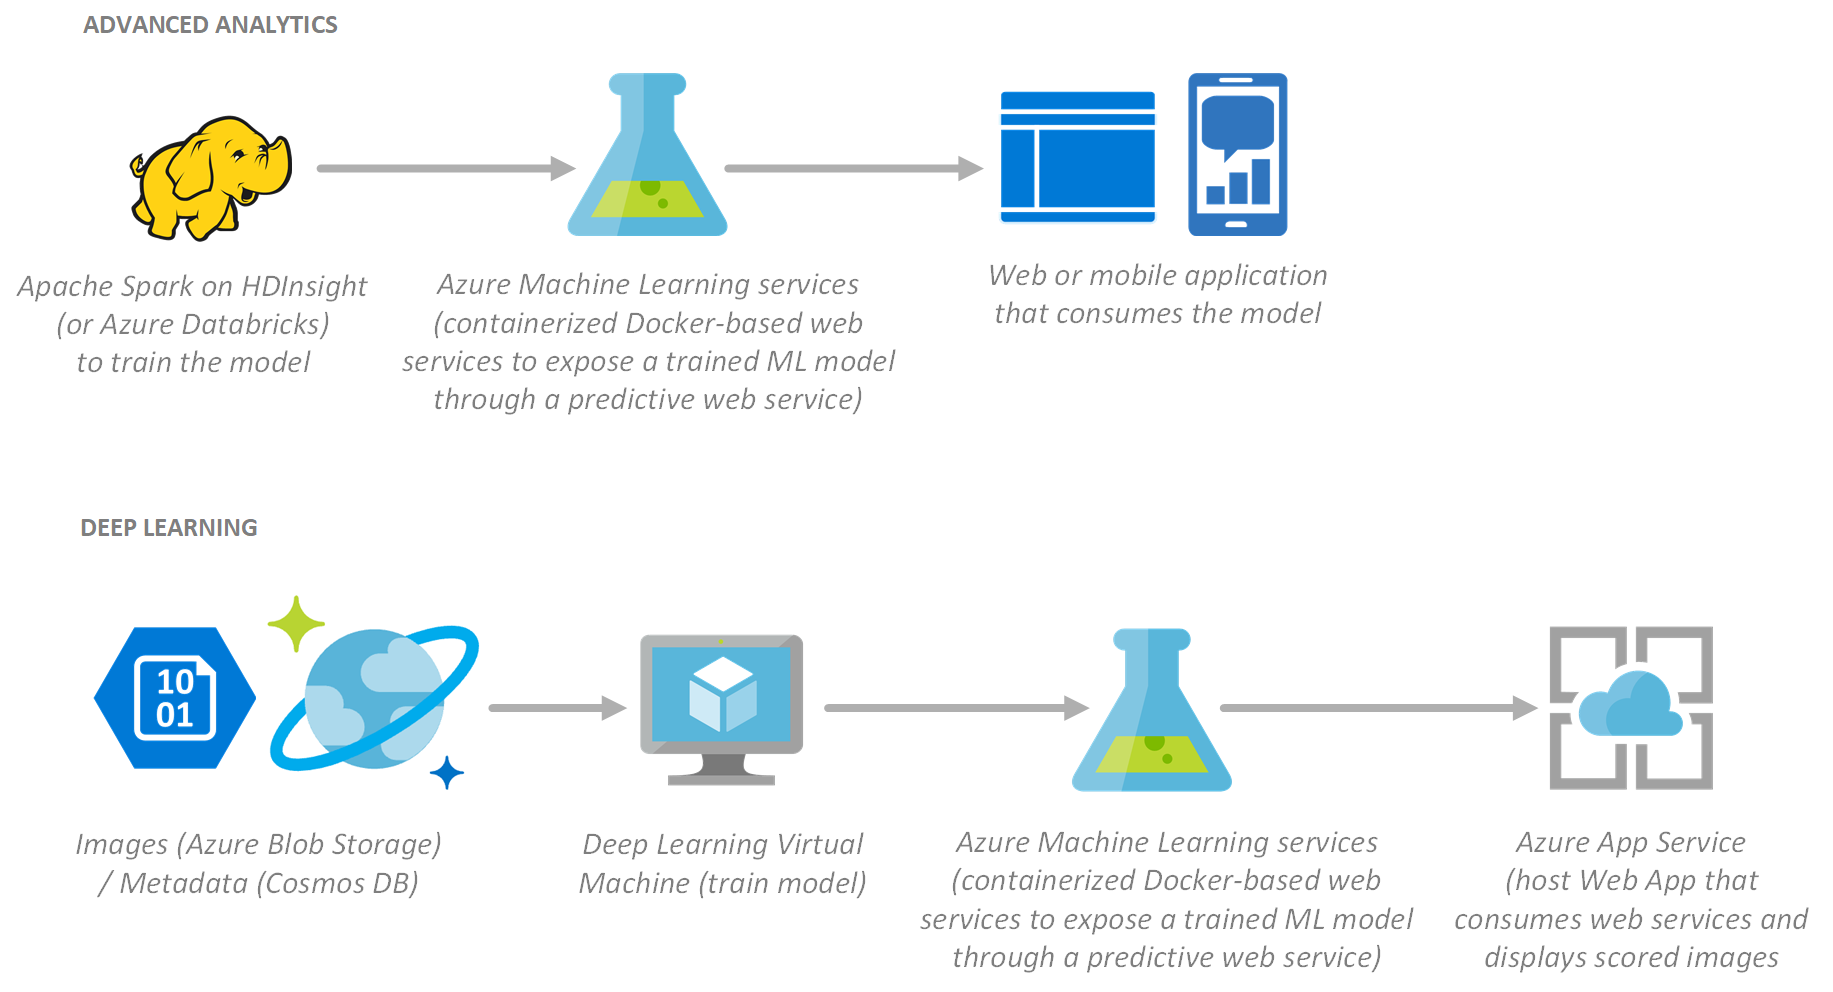 ADVANCED ANALYTICS
Apache Spark on HDInsight
(or Azure Databricks)
to train the model
Azure Machine Learning services
(containerized Docker-based web
services to expose a trained ML model
through a predictive web service)
Web or mobile application
that consumes the model
DEEP LEARNING
10
01
Images (Azure Blob Storage)
/ Metadata (Cosmos DB)
Deep Learning Virtual
Machine (train model)
Azure Machine Learning services
(containerized Docker-based web
services to expose a trained ML model
through a predictive web service)
Azure App Service
(host Web App that
consumes web services and
displays scored images